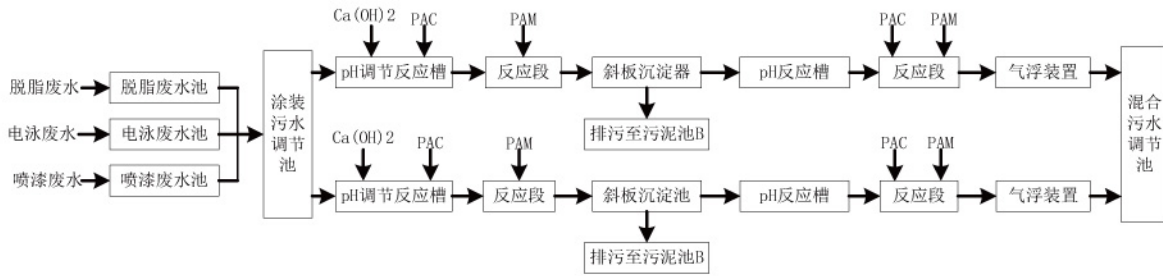 Ca(OH)2
PAC
PAM
PAC
PAM
pH调节反应槽
反应段
斜板沉淀器
pH反应槽
反应段
气浮装置
脱脂废水
脱脂废水池
排污至污泥池B
电泳废水
电泳废水池
喷漆废水
喷漆废水池
涂装
污水
调节
池
混合
污水
调节
池
Ca(OH)2
PAC
PAM
PAC
PAM
pH调节反应槽
反应段
斜板沉淀池
pH反应槽
反应段
气浮装置
排污至污泥池B